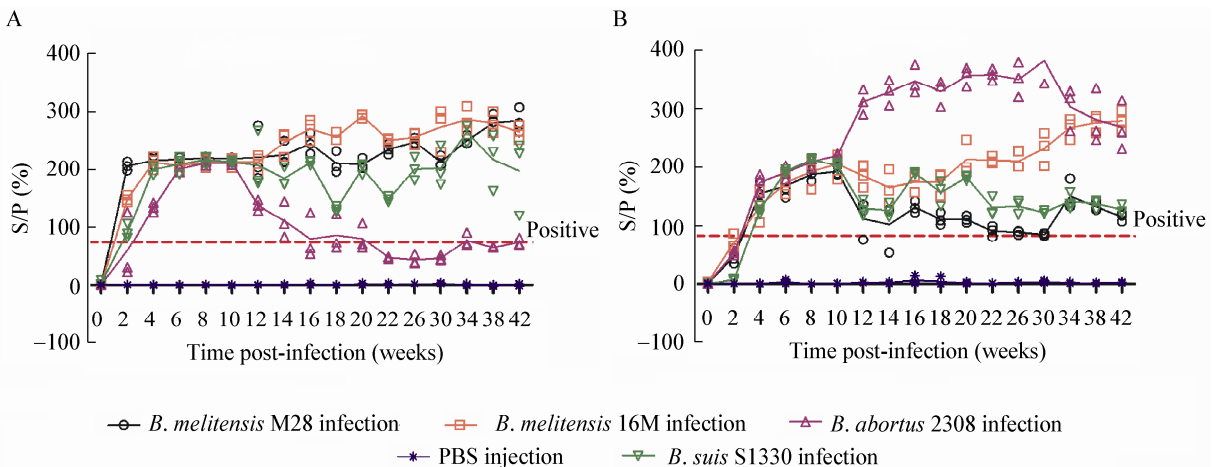 A
S/P (%)
400
300
200
100
0
−100
Positive
0 2 4 6 8 10 12 14 16 18 20 22 26 30 34 38 42
Time post-infection (weeks)
B
S/P (%)
400
300
200
100
0
−100
Positive
0 2 4 6 8 10 12 14 16 18 20 22 26 30 34 38 42
Time post-infection (weeks)
B. melitensis M28 infection
B. melitensis 16M infection
B. abortus 2308 infection
PBS injection
B. suis S1330 infection